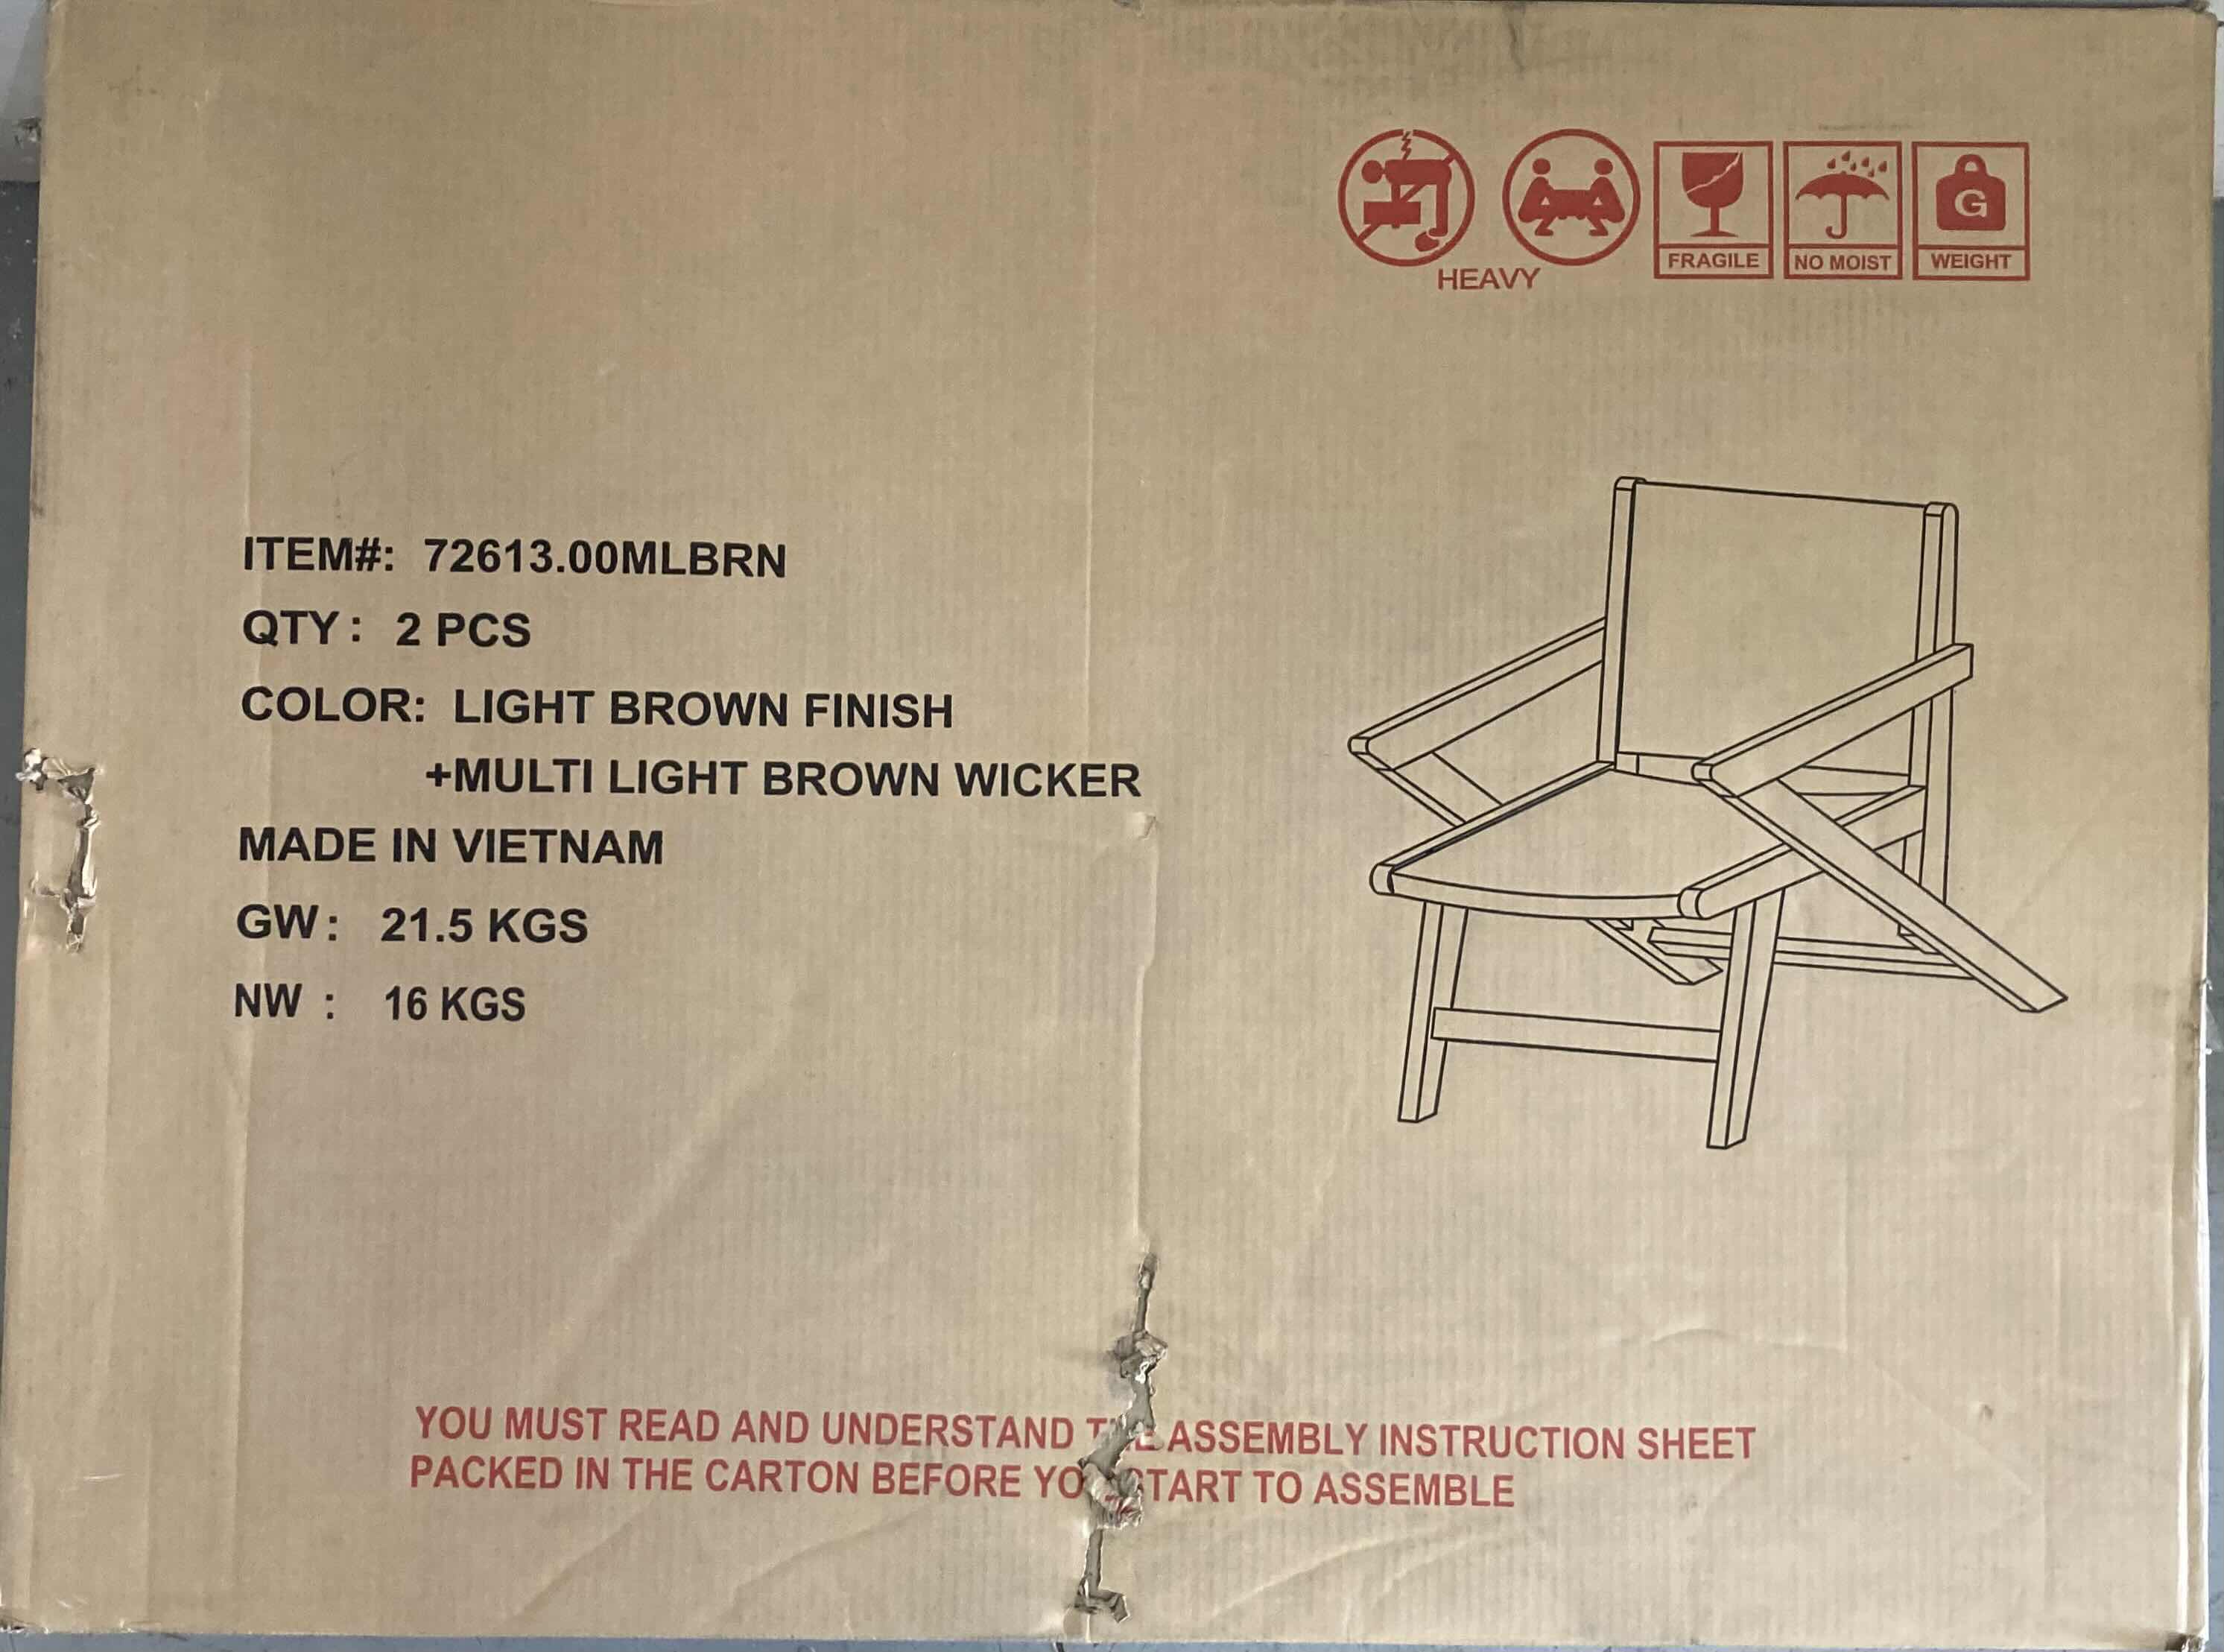 HEAVY
FRAGILE
NO MOIST
G
WEIGHT
ITEM#: 72613.00MLBRN
QTY: 2 PCS
COLOR: LIGHT BROWN FINISH
+MULTI LIGHT BROWN WICKER
MADE IN VIETNAM
GW: 21.5 KGS
NW : 16 KGS
YOU MUST READ AND UNDERSTAND ASSEMBLY INSTRUCTION SHEET
PACKED IN THE CARTON BEFORE TO ASSEMBLE